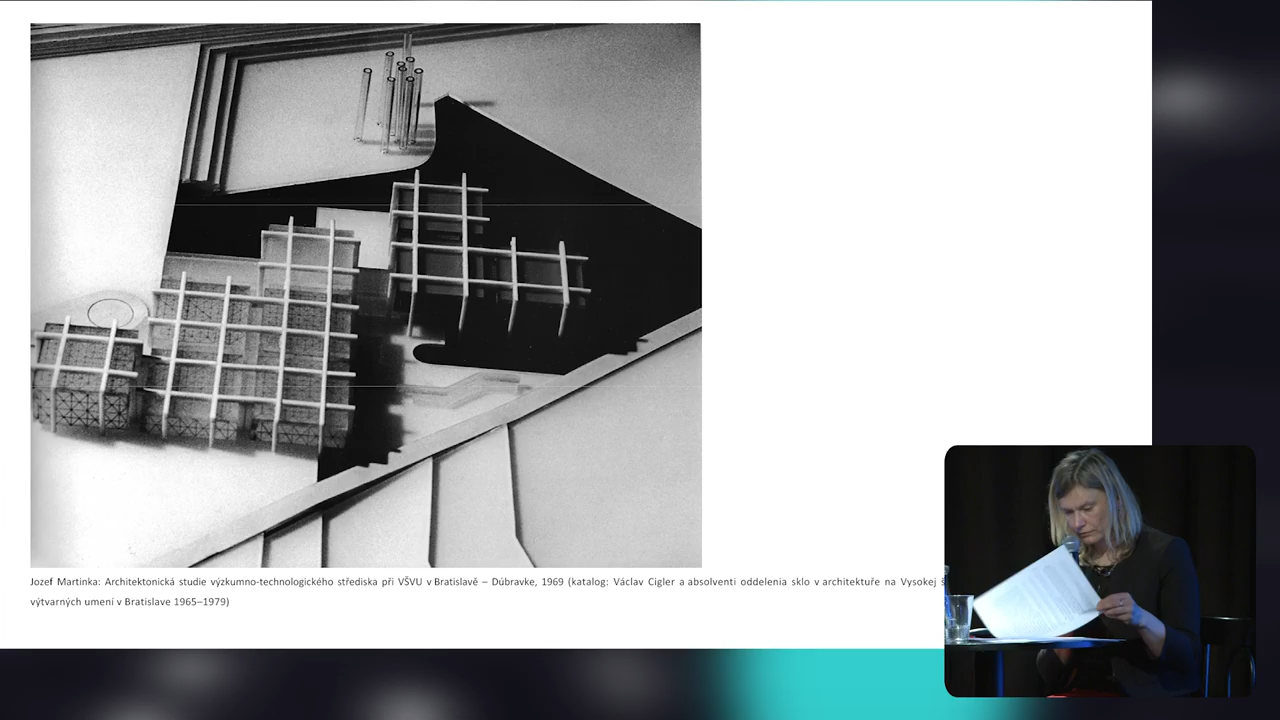 Jozef Martinka: Architektonická studie výzkumno-technologického střediska při VŠVU v Bratislavě – Dúbravke, 1969 (katalog: Václav Cigler a absolventi oddelenia sklo v architektuře na Vysokej
výtvarných umení v Bratislave 1965–1979)